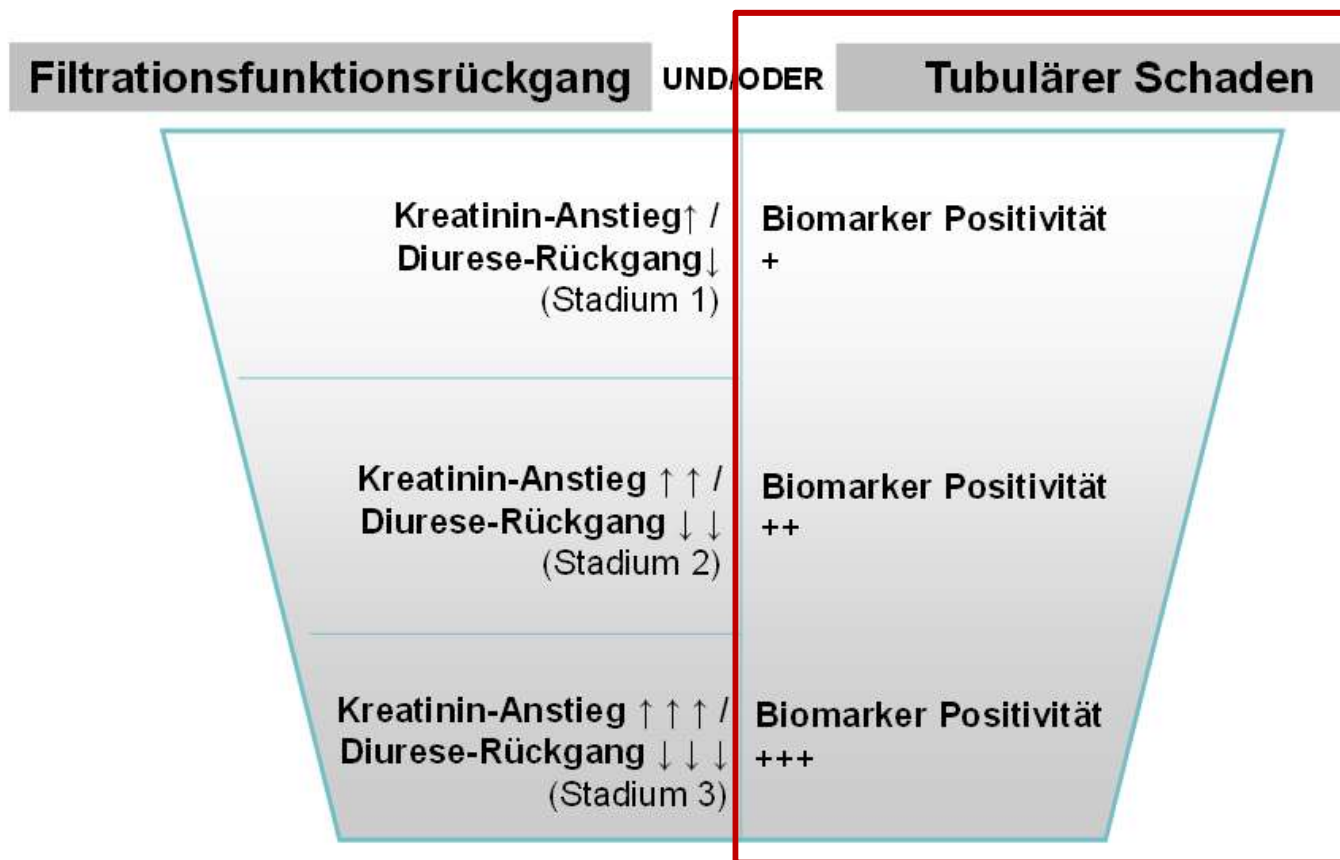 Filtrationsfunktionsrückgang UND/ODER Tubulärer Schaden
Kreatinin-Anstieg↑ /
Diurese-Rückgang↓
(Stadium 1)
Biomarker Positivität
+
Kreatinin-Anstieg ↑ ↑ /
Diurese-Rückgang ↓ ↓
(Stadium 2)
Biomarker Positivität
++
Kreatinin-Anstieg ↑ ↑ ↑ /
Diurese-Rückgang ↓ ↓ ↓
(Stadium 3)
Biomarker Positivität
+++